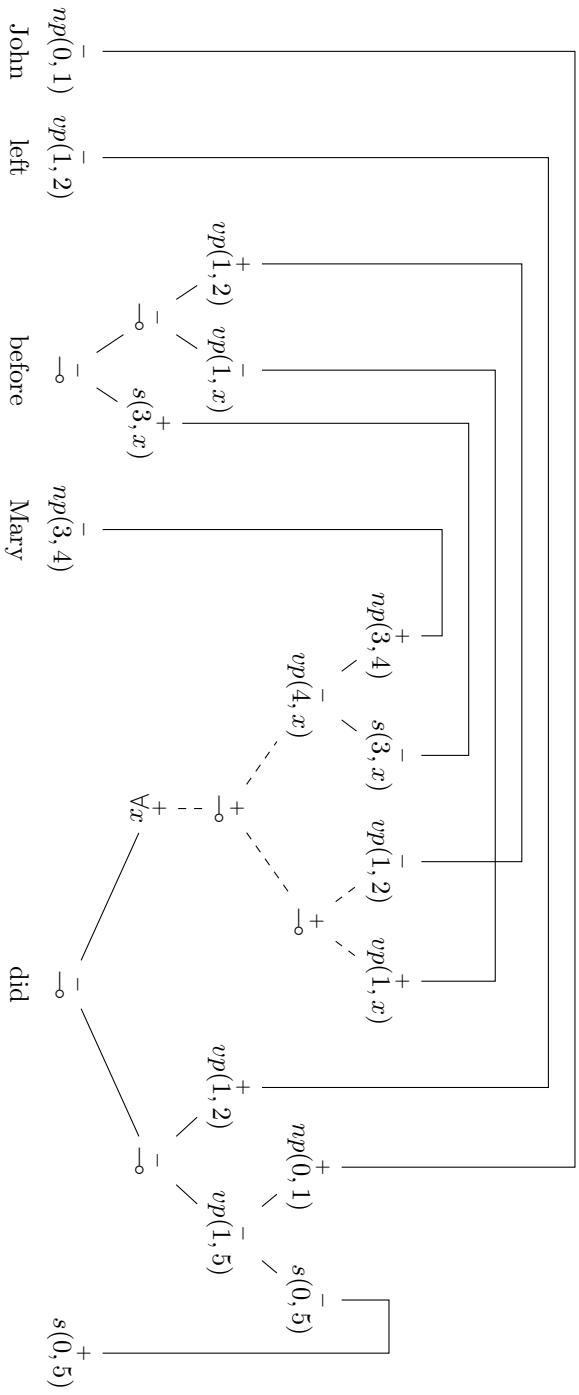 + − − +
np(3, 4) s(3, x) vp(1, 2) vp(1, x)
− + + −
vp(4, x) ⊸ np(0, 1) s(0, 5)
+ − + + −
vp(1, 2) vp(1, x) ⊸ vp(1, 2) vp(1, 5)
− + + −
⊸ s(3, x) ∀x ⊸
− − − − − +
np(0, 1) vp(1, 2) ⊸ np(3, 4) ⊸ s(0, 5)
John left before Mary did